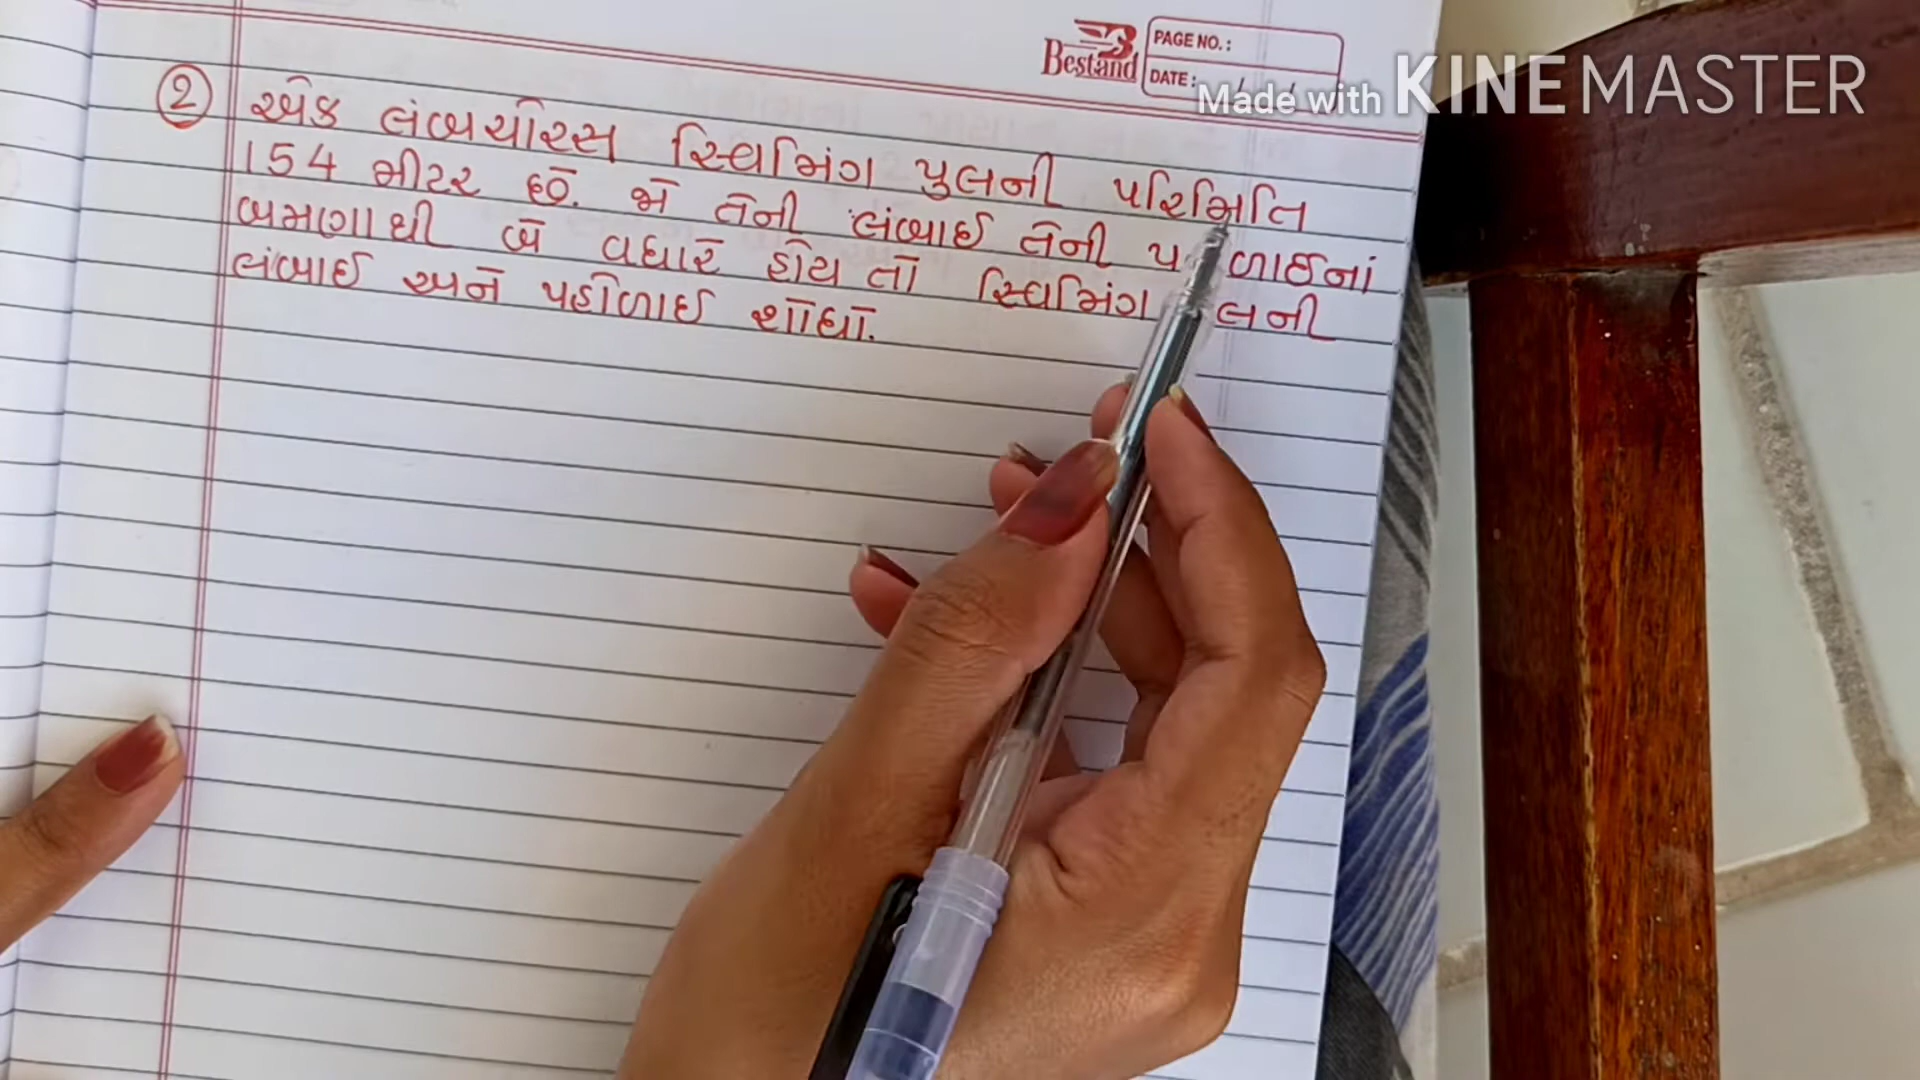 Bestand
PAGE NO.:
DATE: / /
Made with KINEMASTER
2 એક લંબચોરસ સ્વિમિંગ પુલની પરિમિતિ
154 મીટર છે. જો તેની લંબાઈ તેની ળાઈનાં
બમણાથી બે વધારે હોય તો સ્વિમિંગ લની
લંબાઈ અને પહોળાઈ શોધો.